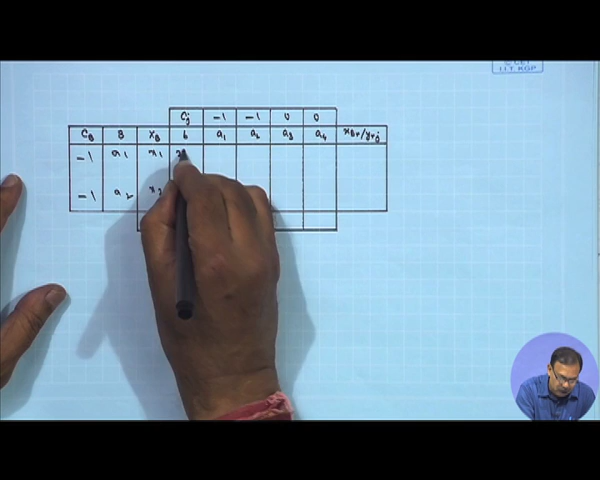 © CET
I.I.T. KGP
Cj -1 -1 0 0
CB B XB b a1 a2 a3 a4 xBr/yrj
-1 a1 x1
-1 a2 x2